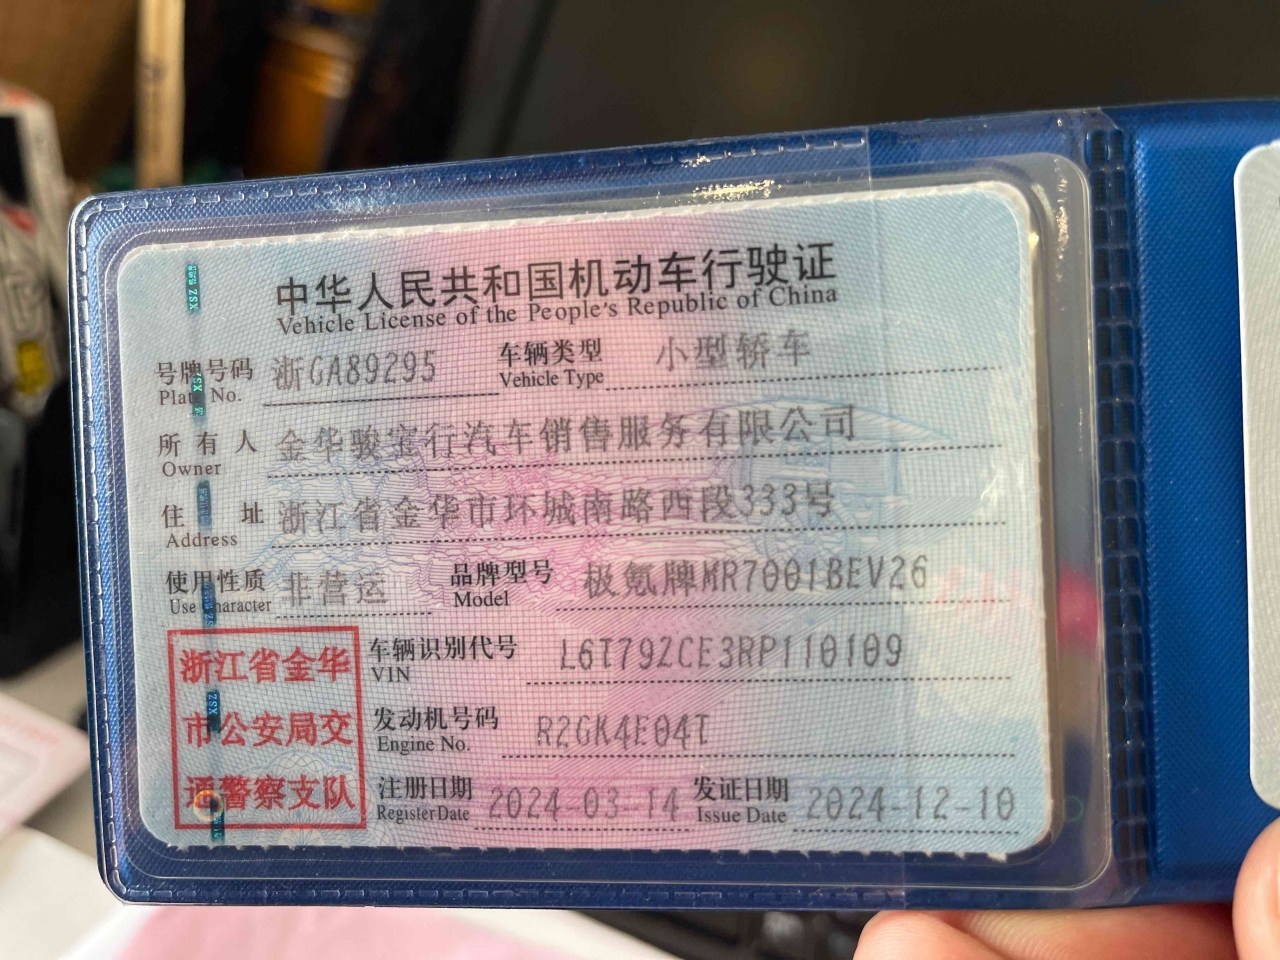 中华人民共和国机动车行驶证
Vehicle License of the People's Republic of China
号牌号码 浙GA89295 车辆类型 小型轿车
Plate No. Vehicle Type
所有人 金华骏宝行汽车销售服务有限公司
Owner
住址 浙江省金华市环城南路西段333号
Address
使用性质 非营运 品牌型号 极氪牌MR7001BEV26
Use Character Model
车辆识别代号 L6T79ZCE3RP110109
VIN
发动机号码 R2GK4E04T
Engine No.
注册日期 2024-03-14 发证日期 2024-12-10
Register Date Issue Date
浙江省金华
市公安局交
通警察支队